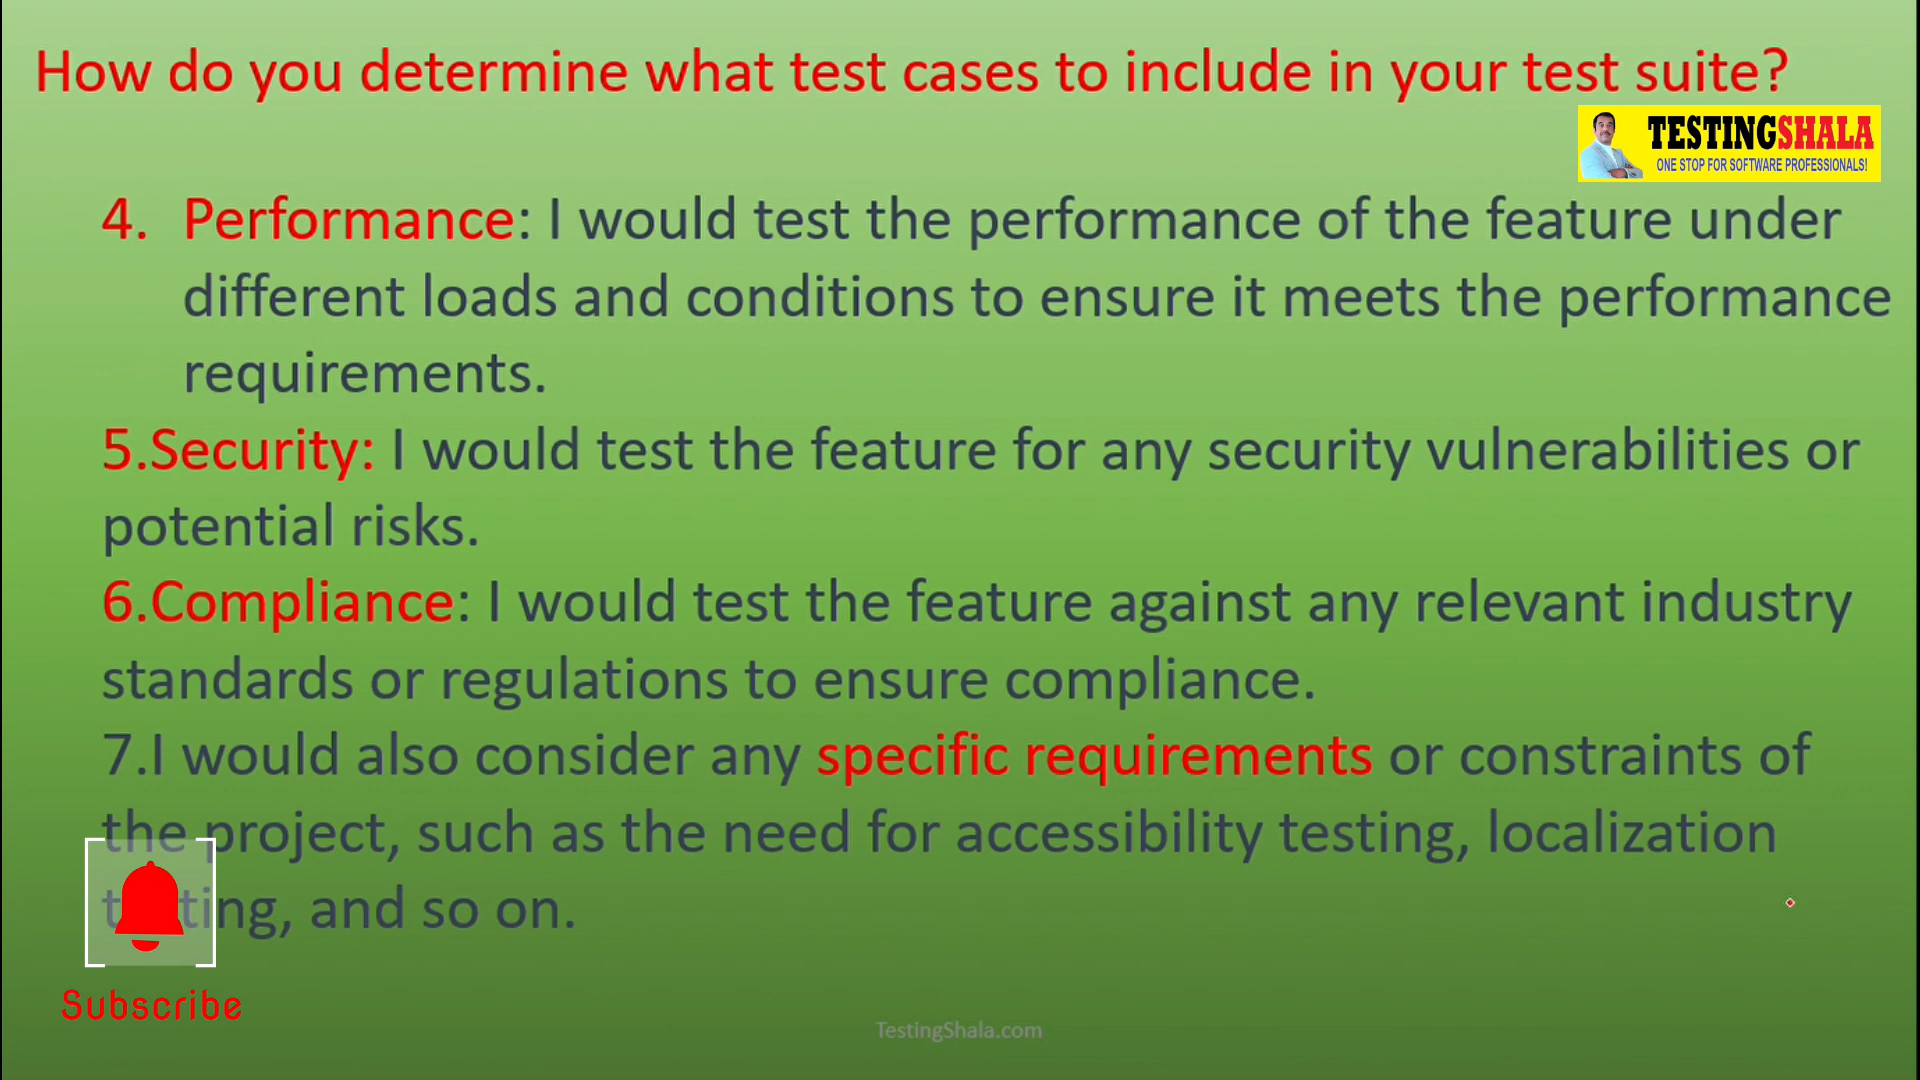 How do you determine what test cases to include in your test suite?
TESTINGSHALA
ONE STOP FOR SOFTWARE PROFESSIONALS!
4. Performance: I would test the performance of the feature under
different loads and conditions to ensure it meets the performance
requirements.
5.Security: I would test the feature for any security vulnerabilities or
potential risks.
6.Compliance: I would test the feature against any relevant industry
standards or regulations to ensure compliance.
7.I would also consider any specific requirements or constraints of
the project, such as the need for accessibility testing, localization
testing, and so on.
Subscribe
TestingShala.com